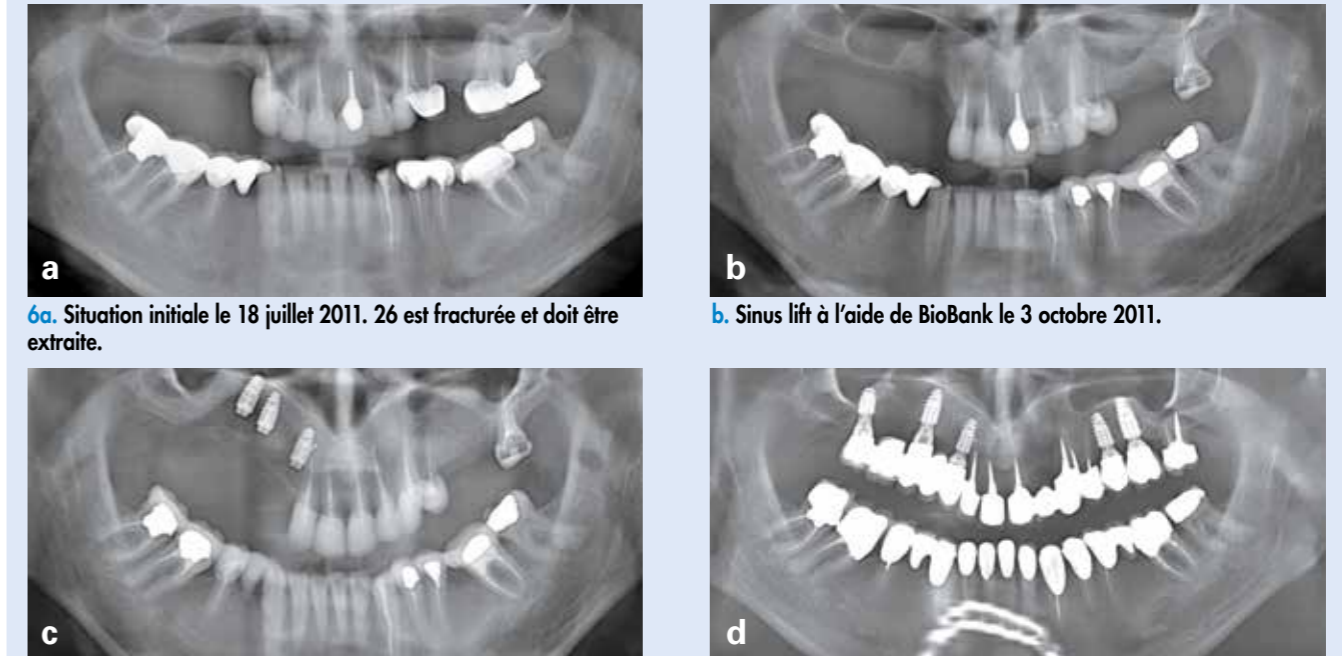 a
b
6a. Situation initiale le 18 juillet 2011. 26 est fracturée et doit être
extraite.
b. Sinus lift à l’aide de BioBank le 3 octobre 2011.
c
d